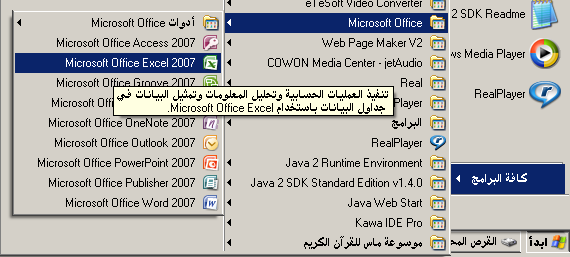 2 SDK Readme
ws Media Player
RealPlayer
كافة البرامج
ابدأ
القرص المح
eTeSoft Video Converter
Microsoft Office
Web Page Maker V2
COWON Media Center - jetAudio
Real
البرامج
RealPlayer
Java 2 Runtime Environment
Java 2 SDK Standard Edition v1.4.0
Java Web Start
Kawa IDE Pro
موسوعة ماس للقرآن الكريم
أدوات Microsoft Office
Microsoft Office Access 2007
Microsoft Office Excel 2007
Microsoft Office Groove 2007
تنفيذ العمليات الحسابية وتحليل المعلومات وتمثيل البيانات في
جداول البيانات باستخدام Microsoft Office Excel
Microsoft Office OneNote 2007
Microsoft Office Outlook 2007
Microsoft Office PowerPoint 2007
Microsoft Office Publisher 2007
Microsoft Office Word 2007